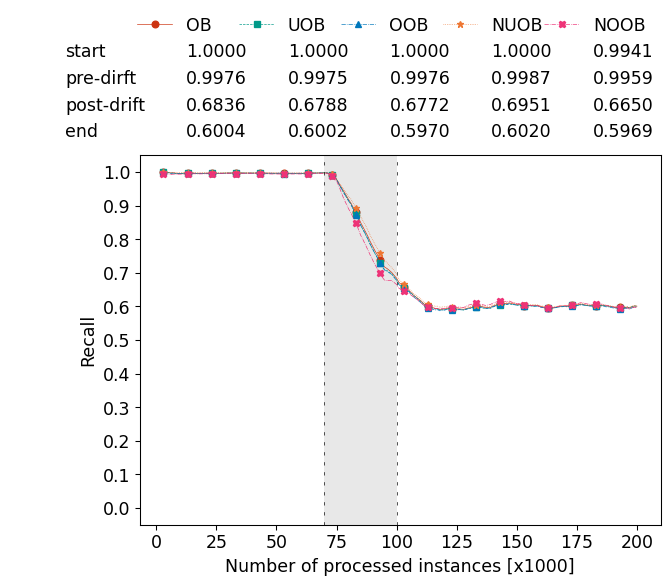 OB UOB OOB NUOB NOOB
start 1.0000 1.0000 1.0000 1.0000 0.9941
pre-dirft 0.9976 0.9975 0.9976 0.9987 0.9959
post-drift 0.6836 0.6788 0.6772 0.6951 0.6650
end 0.6004 0.6002 0.5970 0.6020 0.5969
1.0
0.9
0.8
0.7
0.6
0.5
0.4
0.3
0.2
0.1
0.0
Recall
0 25 50 75 100 125 150 175 200
Number of processed instances [x1000]